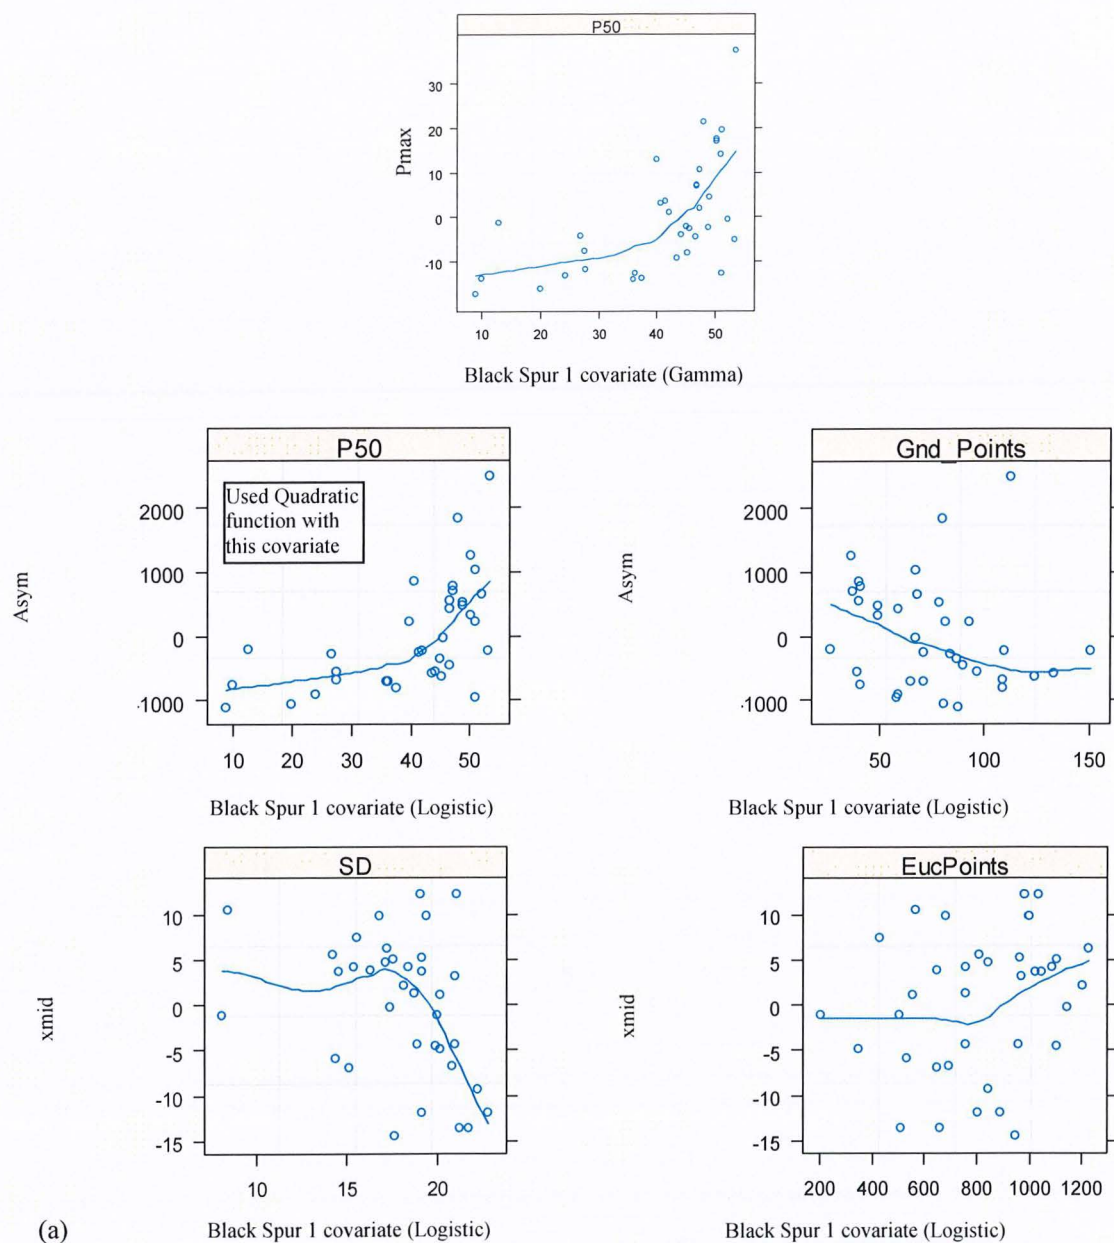 P50
30
20
10
0
-10
Pmax
10 20 30 40 50
Black Spur 1 covariate (Gamma)
P50
Used Quadratic
function with
this covariate
2000
1000
0
.1000
Asym
10 20 30 40 50
Black Spur 1 covariate (Logistic)
Gnd_Points
2000
1000
0
.1000
Asym
50 100 150
Black Spur 1 covariate (Logistic)
SD
10
5
0
-5
-10
-15
xmid
10 15 20
Black Spur 1 covariate (Logistic)
EucPoints
10
5
0
-5
-10
-15
xmid
200 400 600 800 1000 1200
Black Spur 1 covariate (Logistic)
(a)